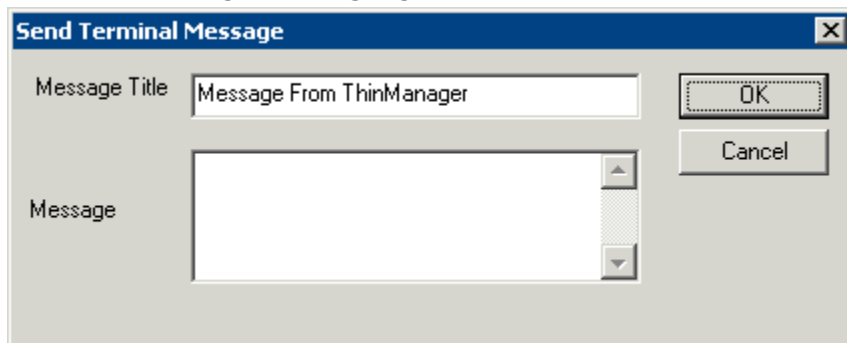 Send Terminal Message
Message Title
Message From ThinManager
OK
Cancel
Message